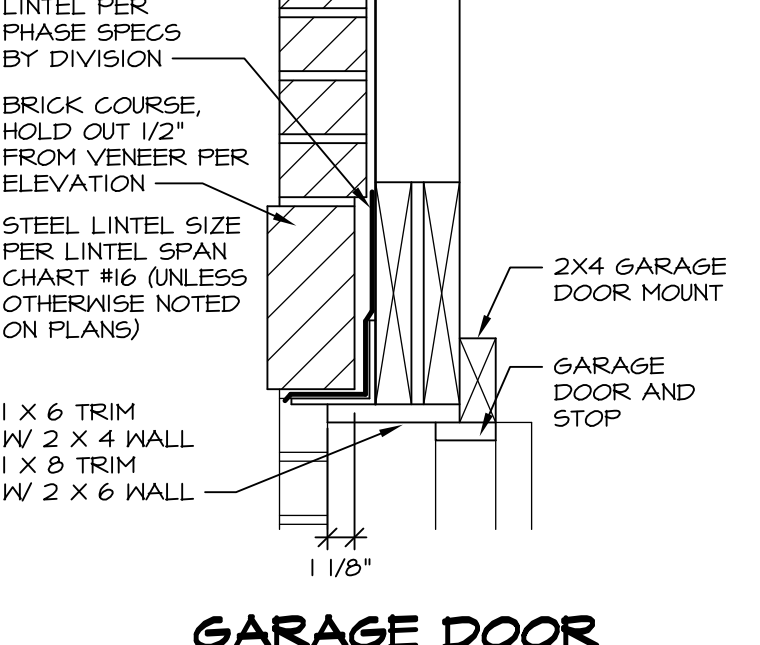 LINTEL PER
PHASE SPECS
BY DIVISION
BRICK COURSE,
HOLD OUT 1/2"
FROM VENEER PER
ELEVATION
STEEL LINTEL SIZE
PER LINTEL SPAN
CHART #16 (UNLESS
OTHERWISE NOTED
ON PLANS)
1 X 6 TRIM
W/ 2 X 4 WALL
1 X 8 TRIM
W/ 2 X 6 WALL
2X4 GARAGE
DOOR MOUNT
GARAGE
DOOR AND
STOP
1 1/8"
GARAGE DOOR